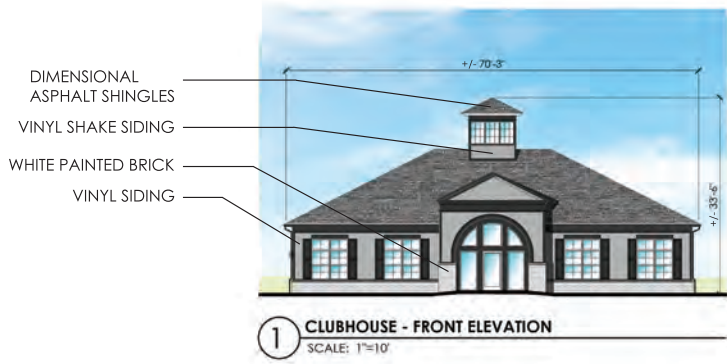 +/- 70'-3"
DIMENSIONAL
ASPHALT SHINGLES
VINYL SHAKE SIDING
WHITE PAINTED BRICK
VINYL SIDING
+/- 33'-6"
1
CLUBHOUSE - FRONT ELEVATION
SCALE: 1"=10'